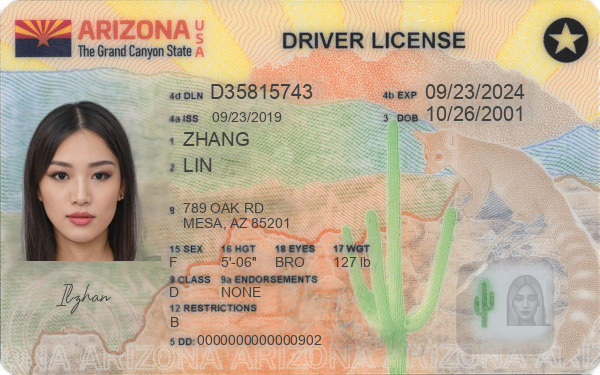 ARIZONA USA
The Grand Canyon State
DRIVER LICENSE
4d DLN D35815743
4b EXP 09/23/2024
4a ISS 09/23/2019
3 DOB 10/26/2001
1 ZHANG
2 LIN
8 789 OAK RD
MESA, AZ 85201
15 SEX 16 HGT 18 EYES 17 WGT
F 5'-06" BRO 127 lb
9 CLASS 9a ENDORSEMENTS
D NONE
12 RESTRICTIONS
B
5 DD: 0000000000000902
Ilzhan
ARIZONA ARIZONA ARIZONA ARIZONA